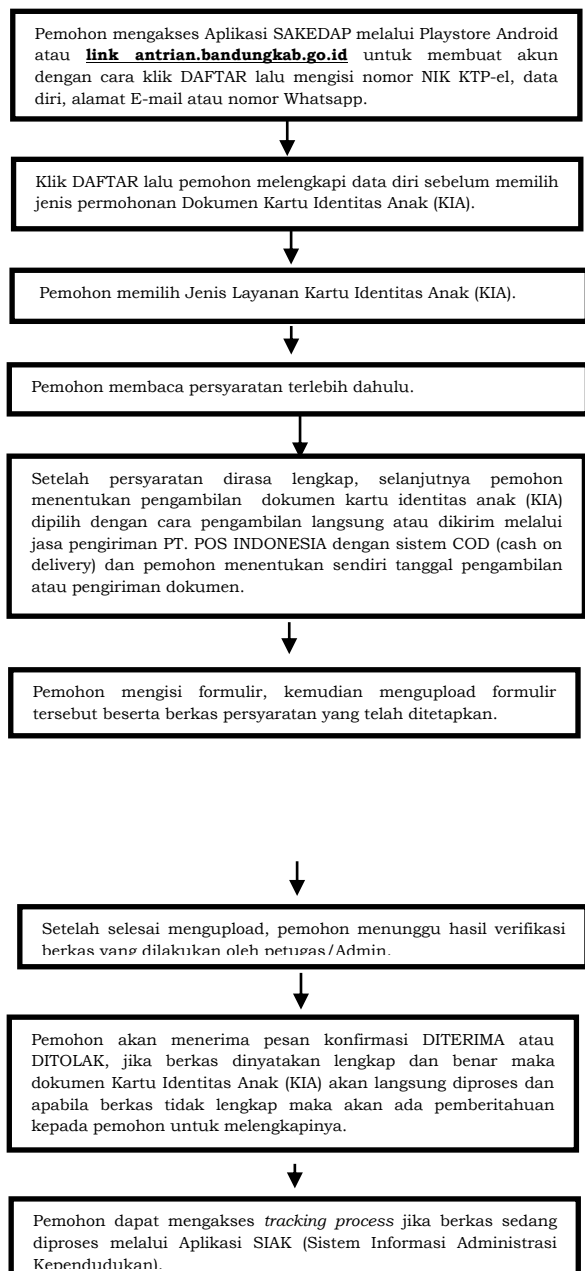 Pemohon mengakses Aplikasi SAKEDAP melalui Playstore Android
atau link antrian.bandungkab.go.id untuk membuat akun
dengan cara klik DAFTAR lalu mengisi nomor NIK KTP-el, data
diri, alamat E-mail atau nomor Whatsapp.
Klik DAFTAR lalu pemohon melengkapi data diri sebelum memilih
jenis permohonan Dokumen Kartu Identitas Anak (KIA).
Pemohon memilih Jenis Layanan Kartu Identitas Anak (KIA).
Pemohon membaca persyaratan terlebih dahulu.
Setelah persyaratan dirasa lengkap, selanjutnya pemohon
menentukan pengambilan dokumen kartu identitas anak (KIA)
dipilih dengan cara pengambilan langsung atau dikirim melalui
jasa pengiriman PT. POS INDONESIA dengan sistem COD (cash on
delivery) dan pemohon menentukan sendiri tanggal pengambilan
atau pengiriman dokumen.
Pemohon mengisi formulir, kemudian mengupload formulir
tersebut beserta berkas persyaratan yang telah ditetapkan.
Setelah selesai mengupload, pemohon menunggu hasil verifikasi
berkas yang dilakukan oleh petugas/Admin.
Pemohon akan menerima pesan konfirmasi DITERIMA atau
DITOLAK, jika berkas dinyatakan lengkap dan benar maka
dokumen Kartu Identitas Anak (KIA) akan langsung diproses dan
apabila berkas tidak lengkap maka akan ada pemberitahuan
kepada pemohon untuk melengkapinya.
Pemohon dapat mengakses tracking process jika berkas sedang
diproses melalui Aplikasi SIAK (Sistem Informasi Administrasi
Kependudukan).